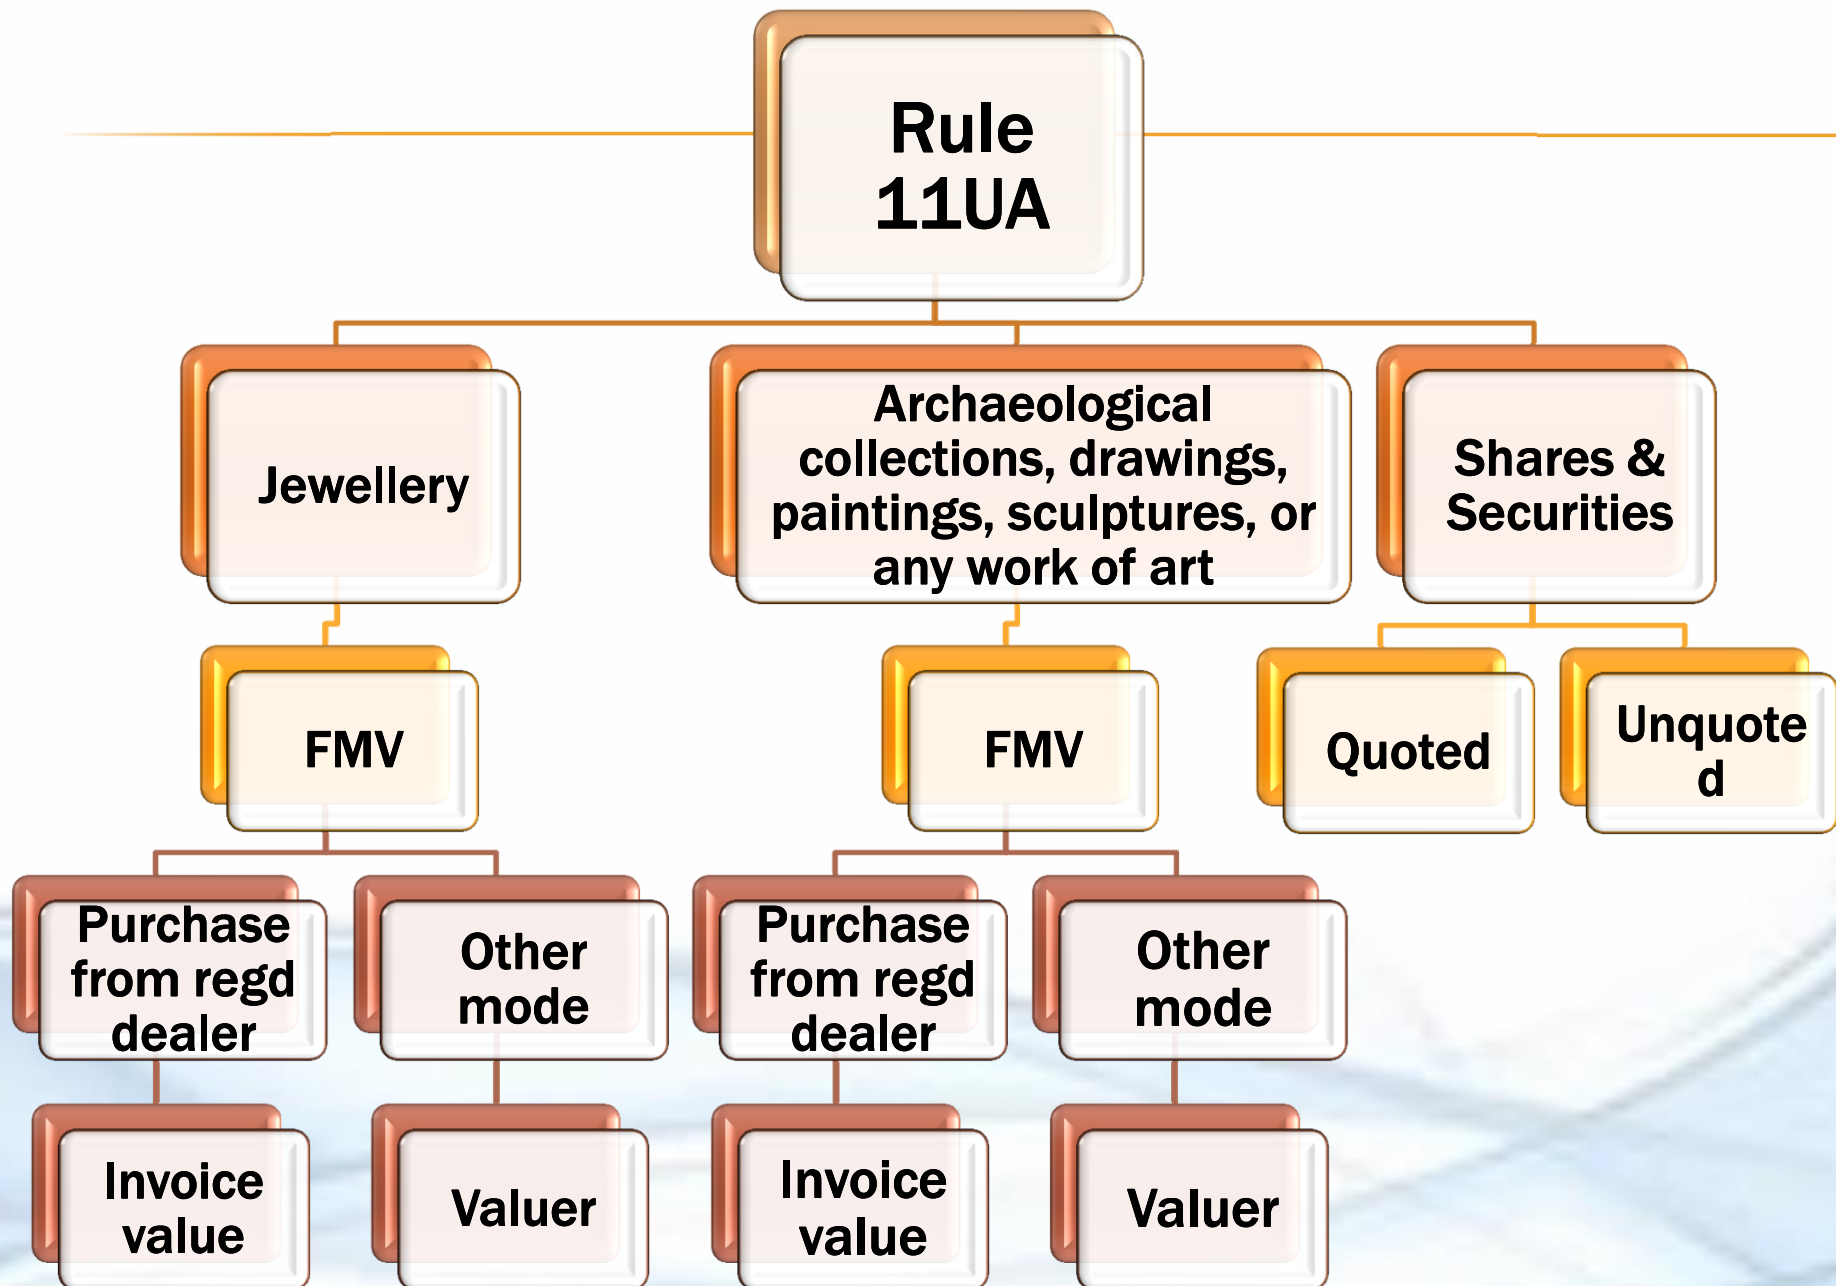 Rule
11UA
Jewellery
Archaeological
collections, drawings,
paintings, sculptures, or
any work of art
Shares &
Securities
FMV
FMV
Quoted
Unquote
d
Purchase
from regd
dealer
Other
mode
Purchase
from regd
dealer
Other
mode
Invoice
value
Valuer
Invoice
value
Valuer